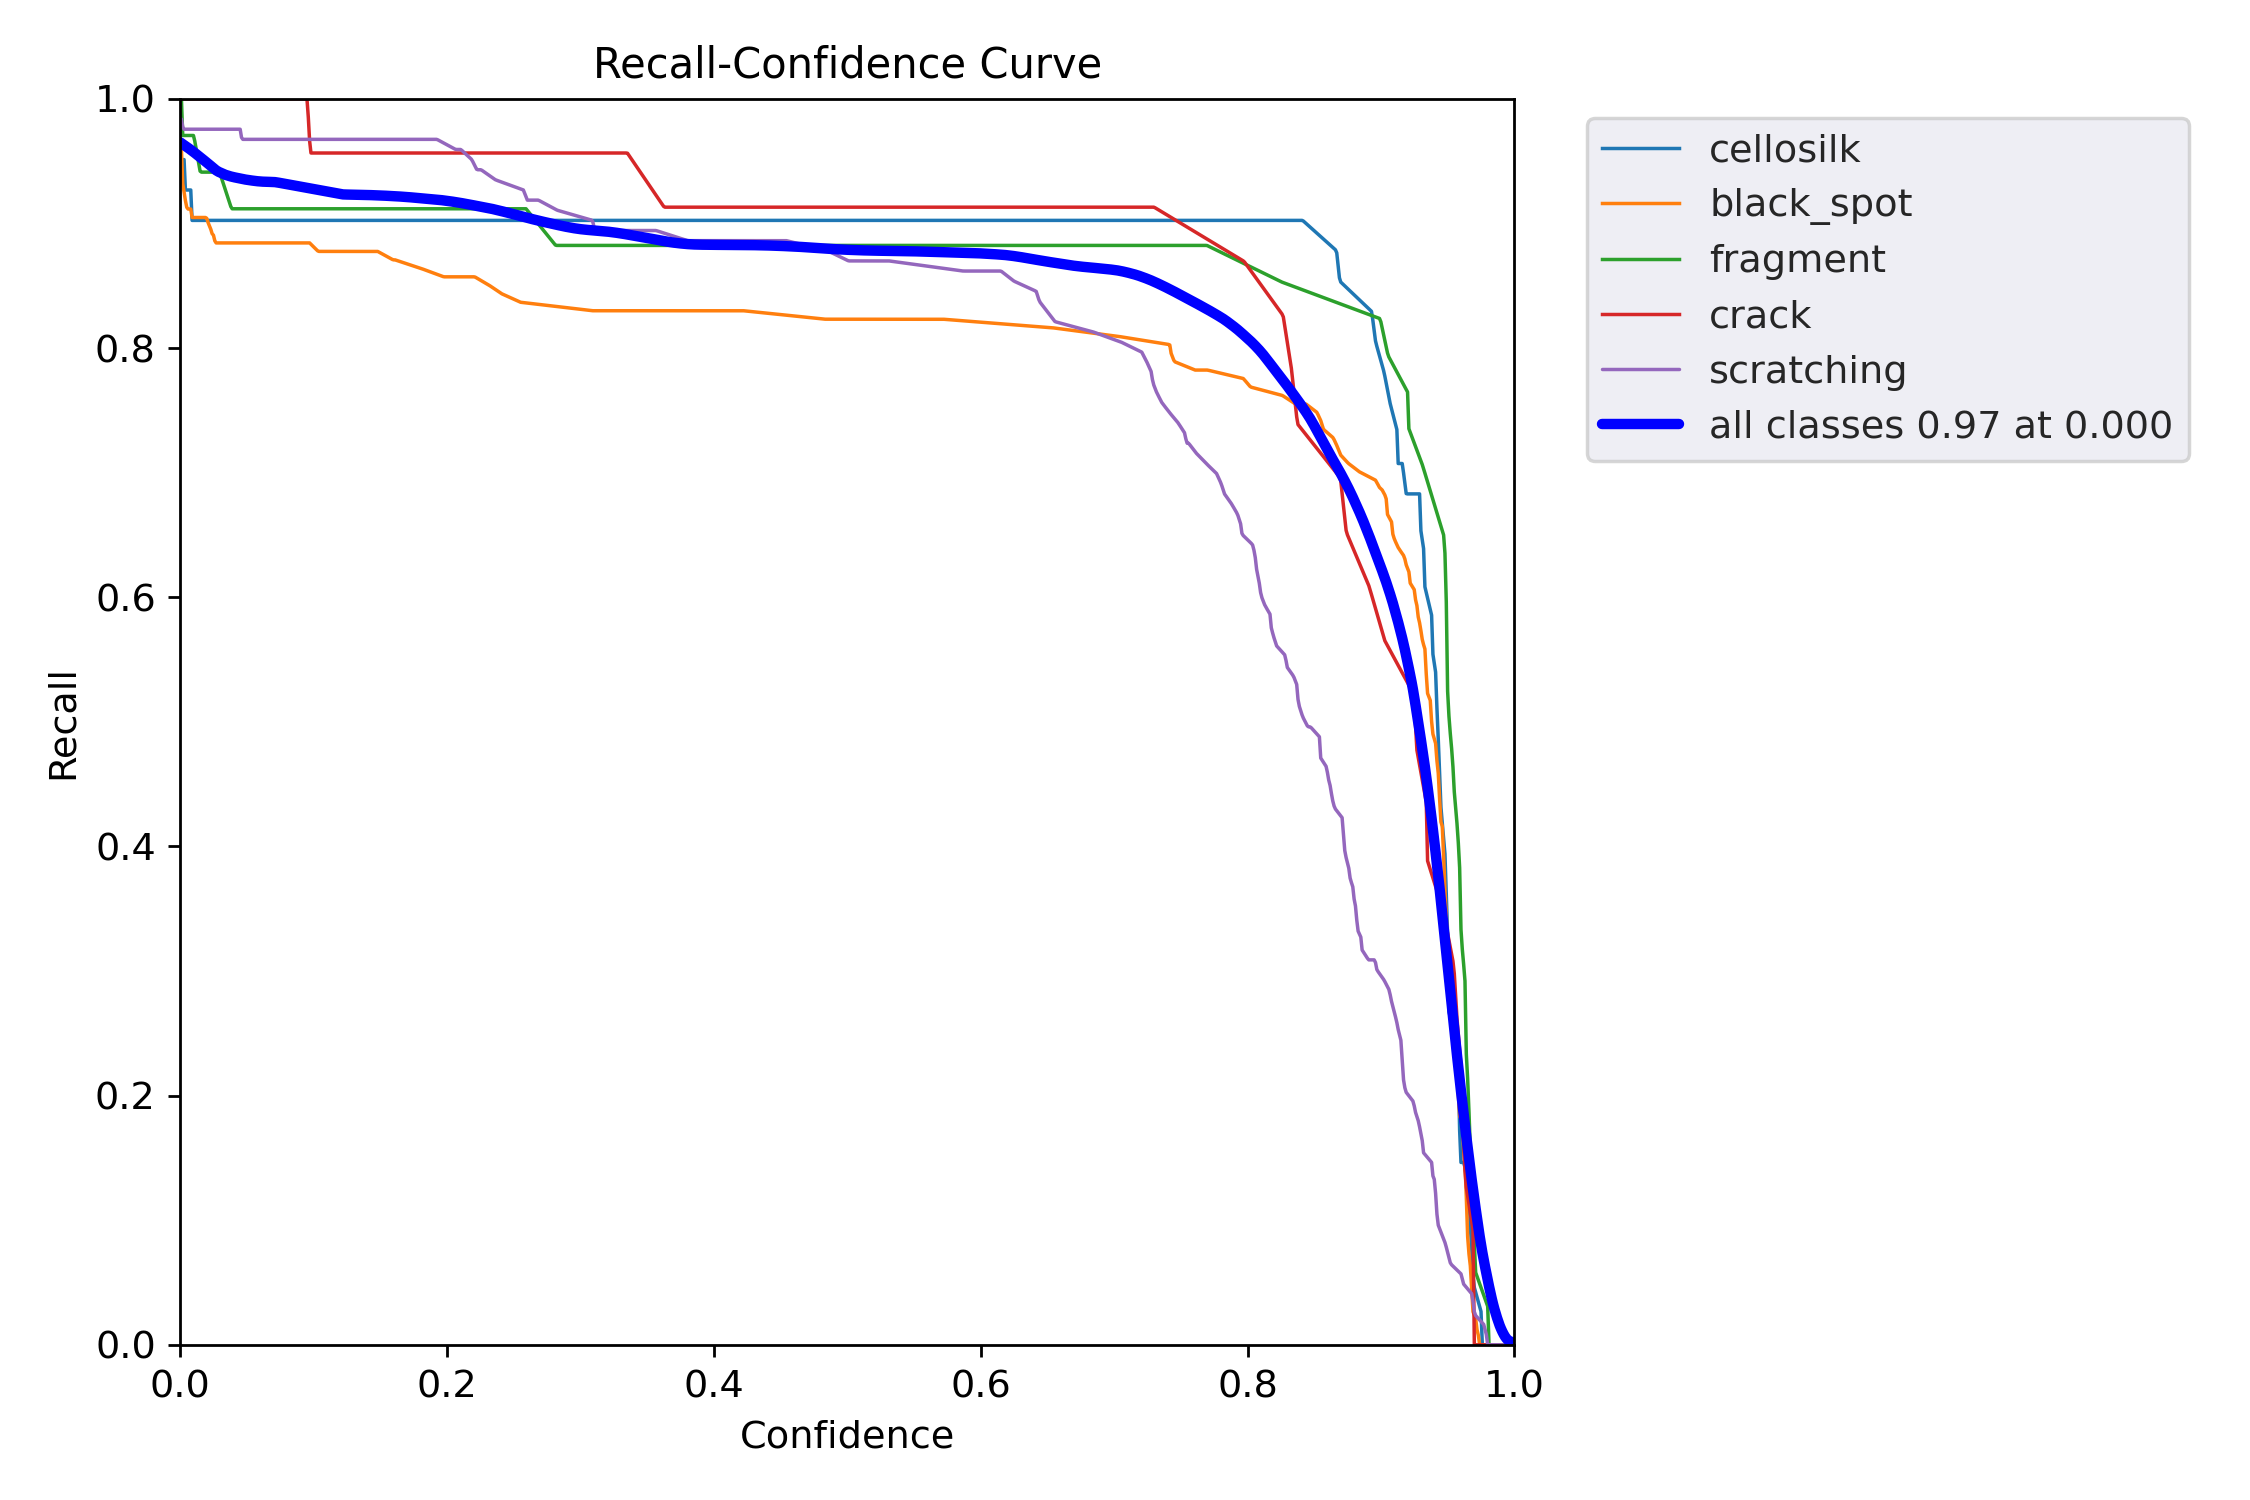 Recall-Confidence Curve
1.0
0.8
0.6
0.4
0.2
0.0
Recall
0.0 0.2 0.4 0.6 0.8 1.0
Confidence
cellosilk
black_spot
fragment
crack
scratching
all classes 0.97 at 0.000